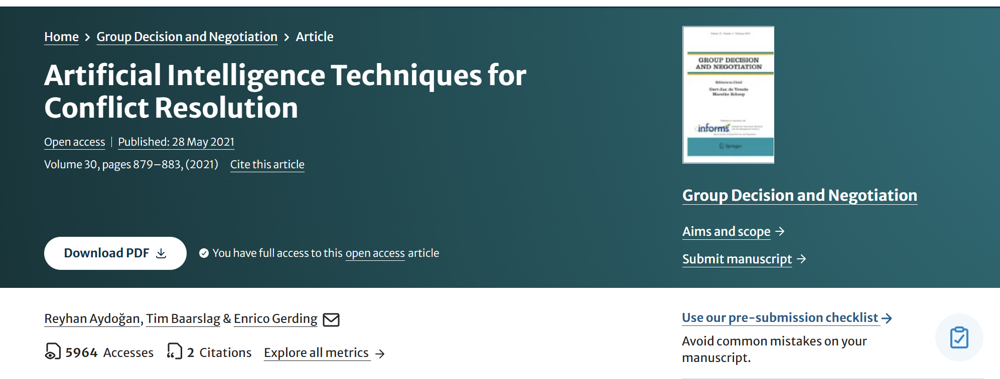 Home > Group Decision and Negotiation > Article
Artificial Intelligence Techniques for
Conflict Resolution
Open access | Published: 28 May 2021
Volume 30, pages 879–883, (2021) Cite this article
Download PDF
You have full access to this open access article
GROUP DECISION
AND NEGOTIATION
Editors-in-Chief
Gert-Jan de Vreede
Mareike Schoop
informs
Springer
Group Decision and Negotiation
Aims and scope →
Submit manuscript →
Reyhan Aydoğan, Tim Baarslag & Enrico Gerding
5964 Accesses 2 Citations Explore all metrics →
Use our pre-submission checklist →
Avoid common mistakes on your
manuscript.